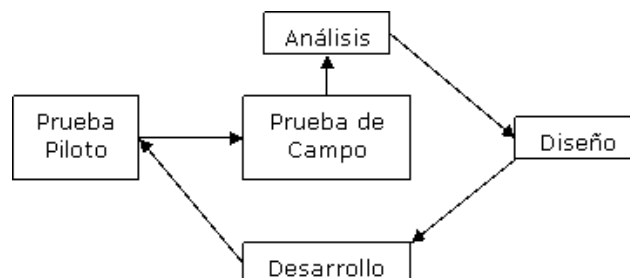 Análisis
Prueba
Piloto
Prueba de
Campo
Diseño
Desarrollo